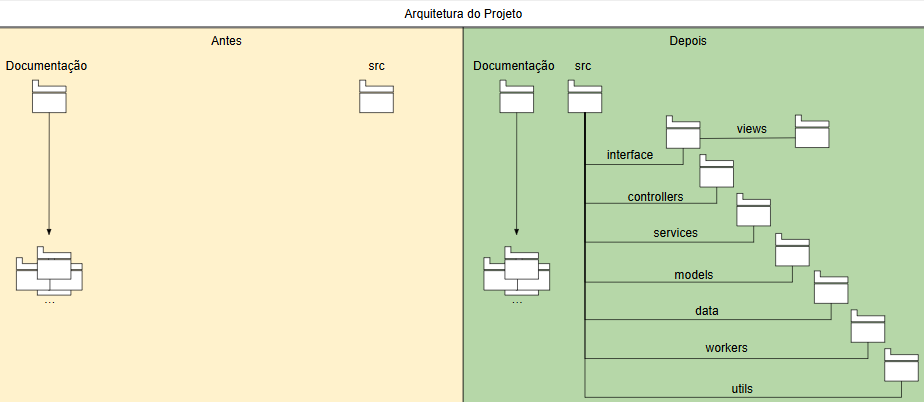 Arquitetura do Projeto
Antes
Documentação
src
...
Depois
Documentação
src
...
views
interface
controllers
services
models
data
workers
utils